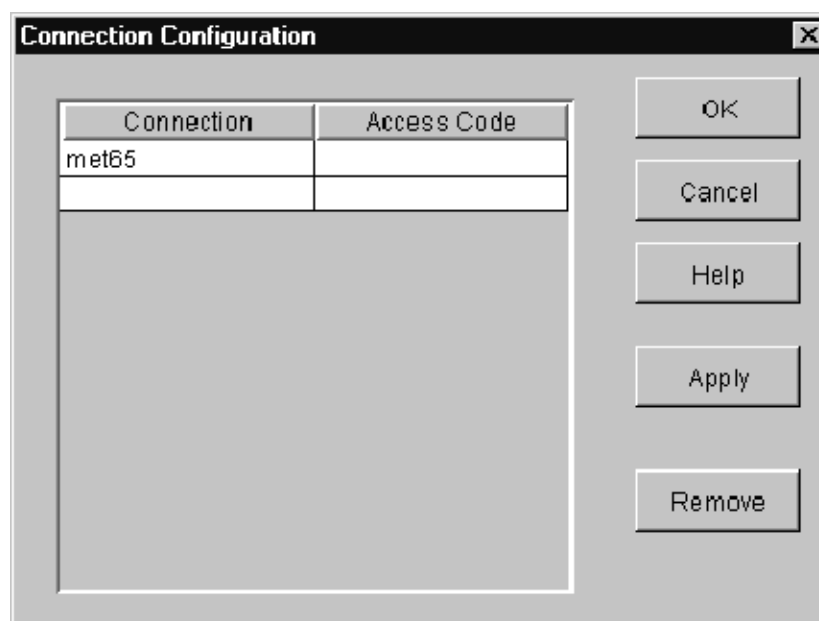 Connection Configuration
Connection Access Code
met65
OK
Cancel
Help
Apply
Remove